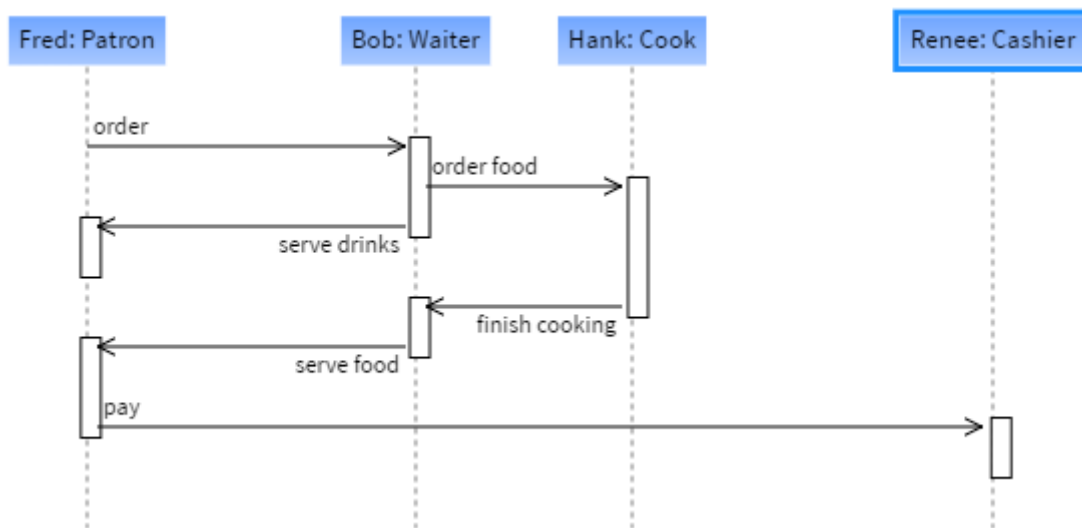 Fred: Patron
Bob: Waiter
Hank: Cook
Renee: Cashier
order
order food
serve drinks
finish cooking
serve food
pay